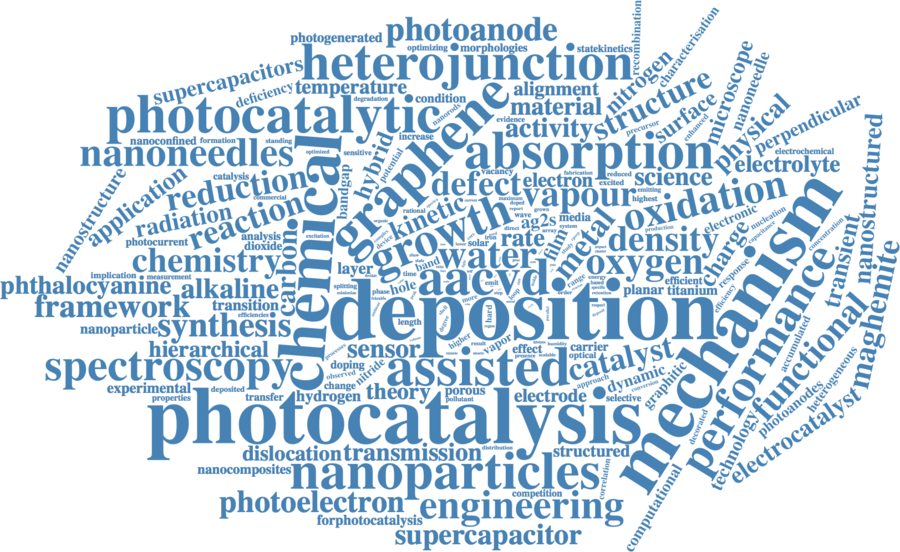 recombination
characterisation
photoanode
photogenerated
optimizing
morphologies
statekinetics
heterojunction
supercapacitors
deficiency
temperature
degradation
condition
alignment
nitrogen
structure
microscope
nanoneedle
photocatalytic
nanorods
material
evidence
activity
precursor
surface
enhanced
physical
perpendicular
nanoconfined
formation
standing
increase
hybrid
potential
graphene
absorption
electrochemical
electrolyte
nanoneedles
optimized
sensitive
catalysis
commercial
bandgap
chemical
vacancy
fabrication
reduced
excited
science
defect
electron
emitting
highest
nanostructure
application
reduction
radiation
reaction
kinetic
rational
vapour
oxidation
nanostructured
photocurrent
analysis
dioxide
excitation
growth
ag2s
media
metal
density
electronic
nucleation
capacitance
concentration
chemistry
carbon
layer
band
solar
water
rate
film
oxygen
charge
response
transient
implication
measurement
phthalocyanine
alkaline
splitting
hole
time
phase
aacvd
efficient
planar
titanium
efficiency
mechanism
maghemite
framework
transition
efficiencies
nanoparticle
synthesis
length
deposition
performance
functional
accumulated
hierarchical
processes
sensor
higher
vapor
effect
carrier
optical
catalyst
spectroscopy
doping
observed
nitride
assisted
approach
dynamic
conversion
graphitic
heterogeneous
experimental
properties
deposited
transfer
change
hydrogen
theory
porous
pollutant
electrode
selective
photoanodes
electrocatalyst
technology
decorated
photocatalysis
dislocation
transmission
distribution
structured
correlation
computational
nanocomposites
nanoparticles
competition
photoelectron
engineering
forphotocatalysis
supercapacitor